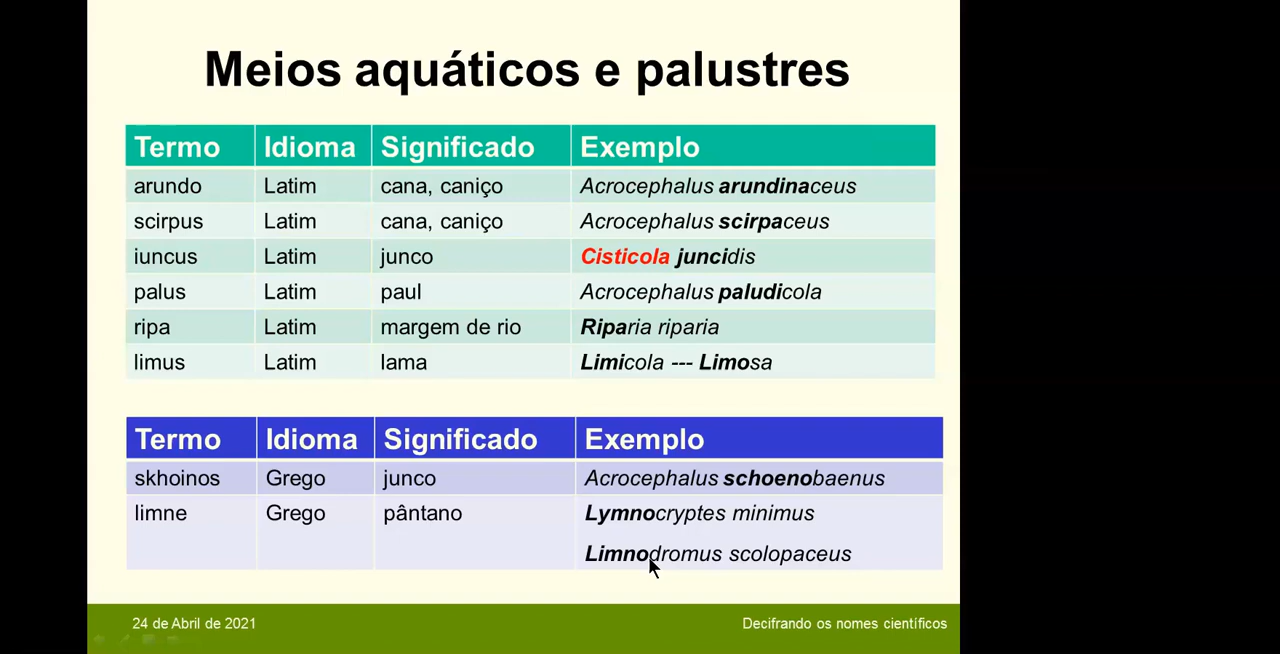 Meios aquáticos e palustres
Termo Idioma Significado Exemplo
arundo Latim cana, caniço Acrocephalus arundinaceus
scirpus Latim cana, caniço Acrocephalus scirpaceus
iuncus Latim junco Cisticola juncidis
palus Latim paul Acrocephalus paludicola
ripa Latim margem de rio Riparia riparia
limus Latim lama Limicola --- Limosa
Termo Idioma Significado Exemplo
skhoinos Grego junco Acrocephalus schoenobaenus
limne Grego pântano Lymnocryptes minimus
Limnodromus scolopaceus
24 de Abril de 2021 Decifrando os nomes científicos